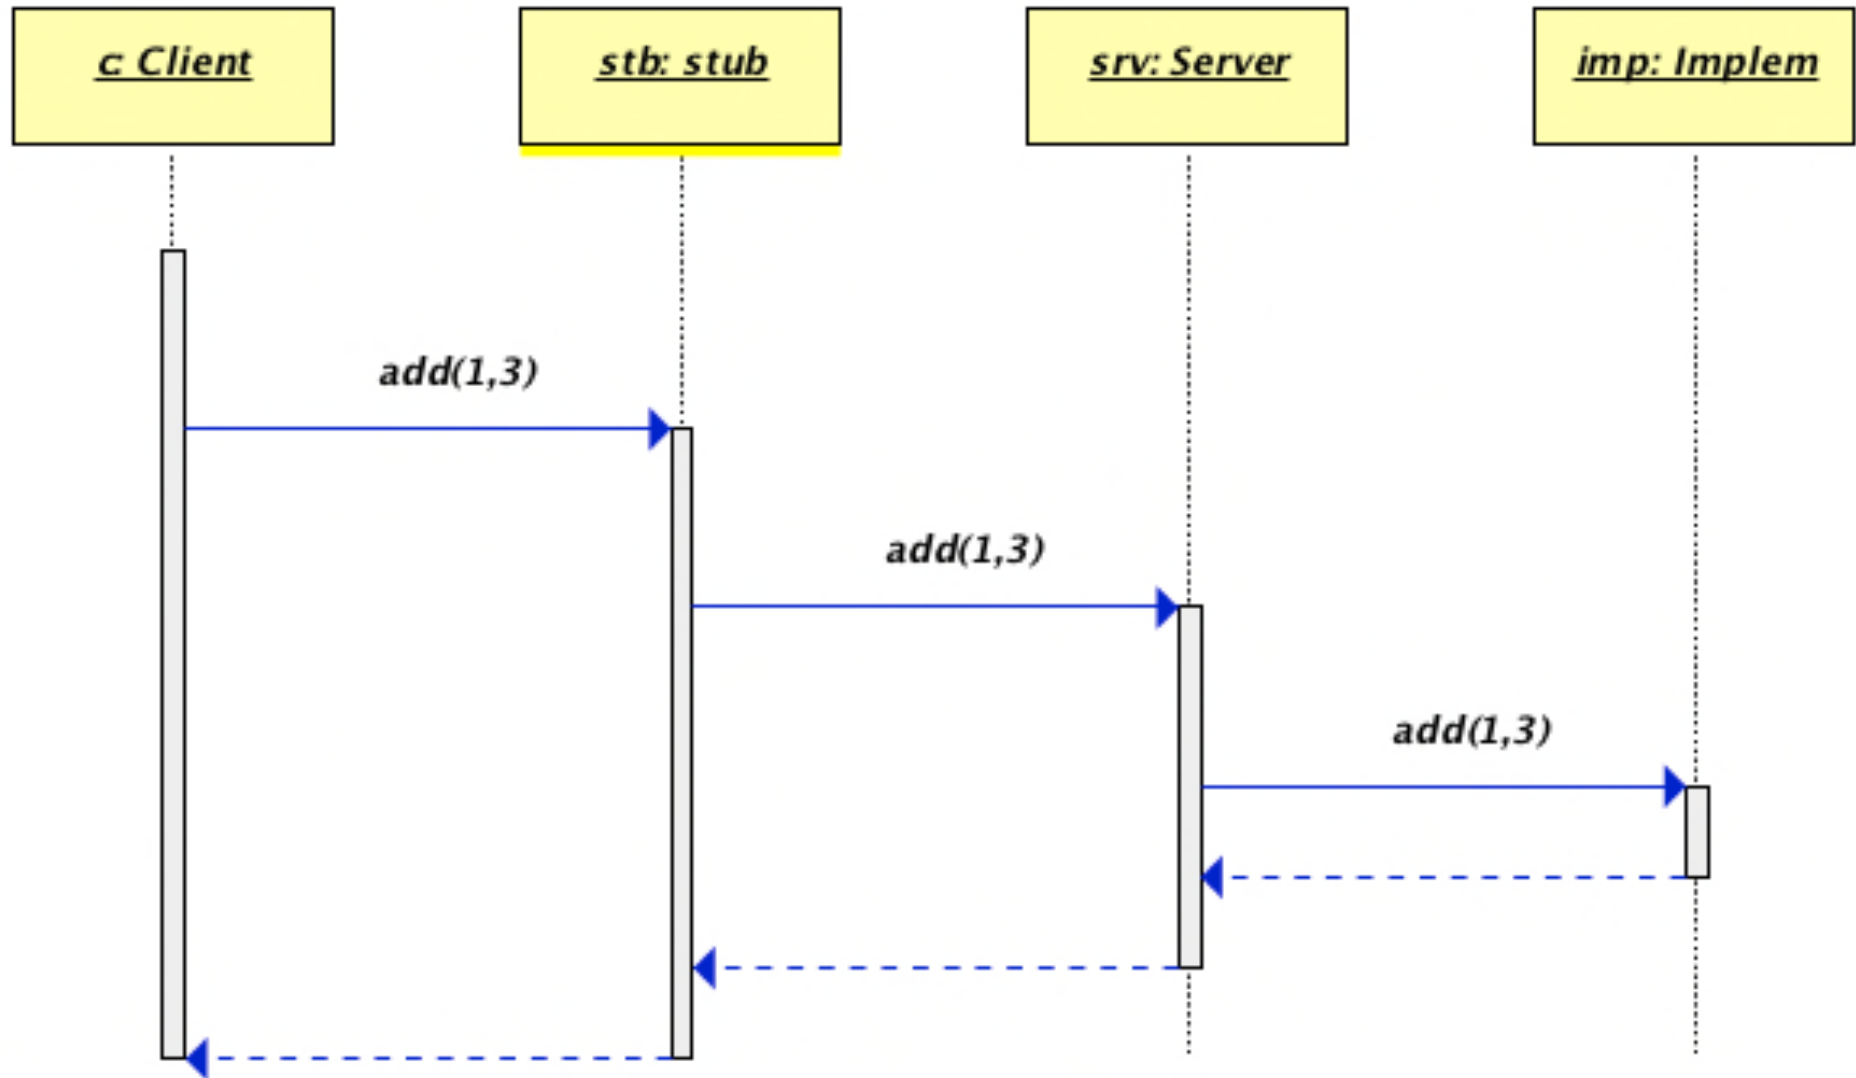 c Client
stb: stub
srv: Server
imp: Implem
add(1,3)
add(1,3)
add(1,3)